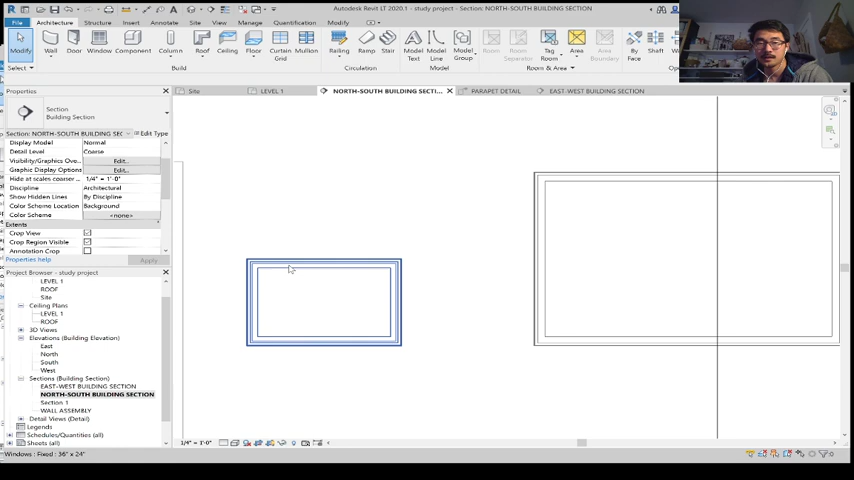 Autodesk Revit LT 2020.1 - study project - Section: NORTH-SOUTH BUILDING SECTION
File Architecture Structure Insert Annotate Analyze Site View Manage Quantification Modify
Modify Wall Door Window Component Column Roof Ceiling Floor Railing Ramp Stair Model Text Model Line Model Group Room Room Separator Tag Room Area Area Boundary By Face Shaft
Select Build Circulation Room & Area
Properties
Site LEVEL 1 NORTH-SOUTH BUILDING SECTI... PARAPET DETAIL EAST-WEST BUILDING SECTION
Section
Building Section
Section: NORTH-SOUTH BUILDING SEC Edit Type
Display Model Normal
Detail Level Coarse
Visibility/Graphics Ove... Edit...
Graphic Display Options Edit...
Hide at scales coarser ... 1/4" = 1'-0"
Discipline Architectural
Show Hidden Lines By Discipline
Color Scheme Location Background
Color Scheme <none>
Extents
Crop View
Crop Region Visible
Annotation Crop
Properties help Apply
Project Browser - study project
LEVEL 1
ROOF
Site
Ceiling Plans
LEVEL 1
ROOF
3D Views
Elevations (Building Elevation)
East
North
South
West
Sections (Building Section)
EAST-WEST BUILDING SECTION
NORTH-SOUTH BUILDING SECTION
Section 1
WALL ASSEMBLY
Detail Views (Detail)
Legends
Schedules/Quantities (all)
Sheets (all)
1/4" = 1'-0"
Windows : Fixed : 36" x 24"